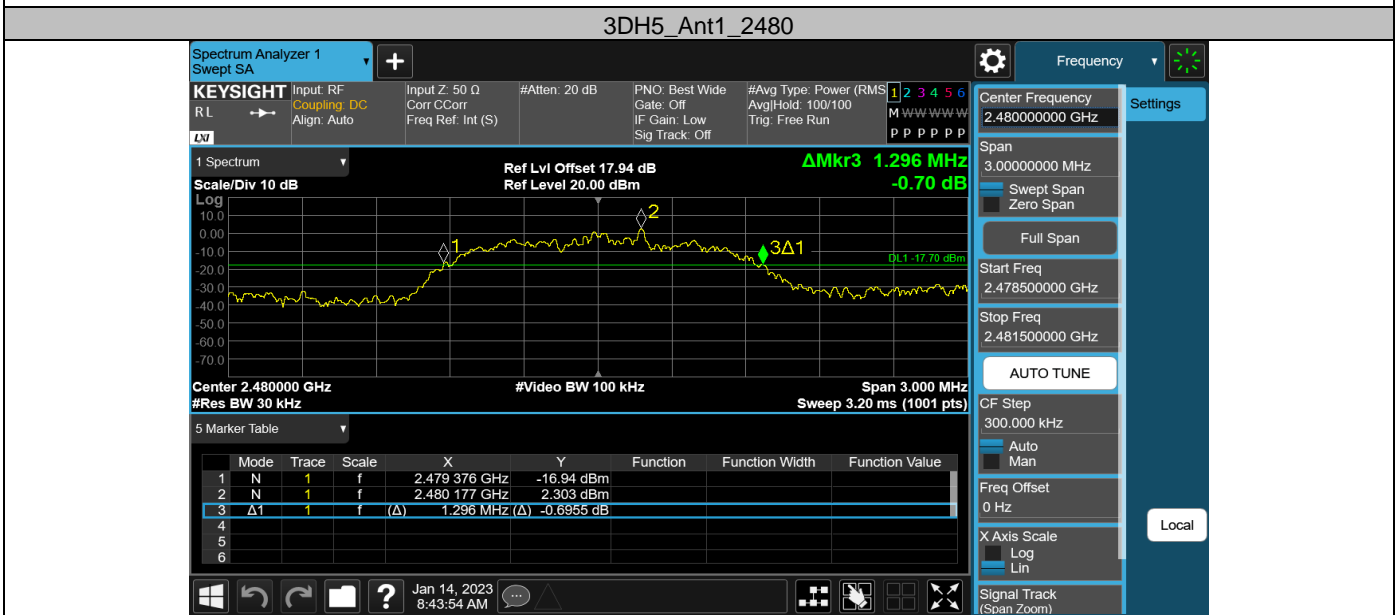 3DH5_Ant1_2480
Spectrum Analyzer 1
Swept SA
Frequency
KEYSIGHT
RL
LXI
Input: RF
Coupling: DC
Align: Auto
Input Z: 50 Ω
Corr CCorr
Freq Ref: Int (S)
#Atten: 20 dB
PNO: Best Wide
Gate: Off
IF Gain: Low
Sig Track: Off
#Avg Type: Power (RMS
Avg|Hold: 100/100
Trig: Free Run
1 2 3 4 5 6
M W W W W W
P P P P P P
Center Frequency
2.480000000 GHz
Settings
Span
3.00000000 MHz
Swept Span
Zero Span
Full Span
Start Freq
2.478500000 GHz
Stop Freq
2.481500000 GHz
AUTO TUNE
CF Step
300.000 kHz
Auto
Man
Freq Offset
0 Hz
X Axis Scale
Log
Lin
Signal Track
(Span Zoom)
Local
1 Spectrum
Scale/Div 10 dB
Ref Lvl Offset 17.94 dB
Ref Level 20.00 dBm
ΔMkr3 1.296 MHz
-0.70 dB
Log
10.0
0.00
-10.0
-20.0
-30.0
-40.0
-50.0
-60.0
-70.0
1
2
3Δ1
DL1 -17.70 dBm
Center 2.480000 GHz
#Video BW 100 kHz
Span 3.000 MHz
#Res BW 30 kHz
Sweep 3.20 ms (1001 pts)
5 Marker Table
Mode Trace Scale X Y Function Function Width Function Value
1 N 1 f 2.479 376 GHz -16.94 dBm
2 N 1 f 2.480 177 GHz 2.303 dBm
3 Δ1 1 f (Δ) 1.296 MHz (Δ) -0.6955 dB
4
5
6
?
Jan 14, 2023
8:43:54 AM